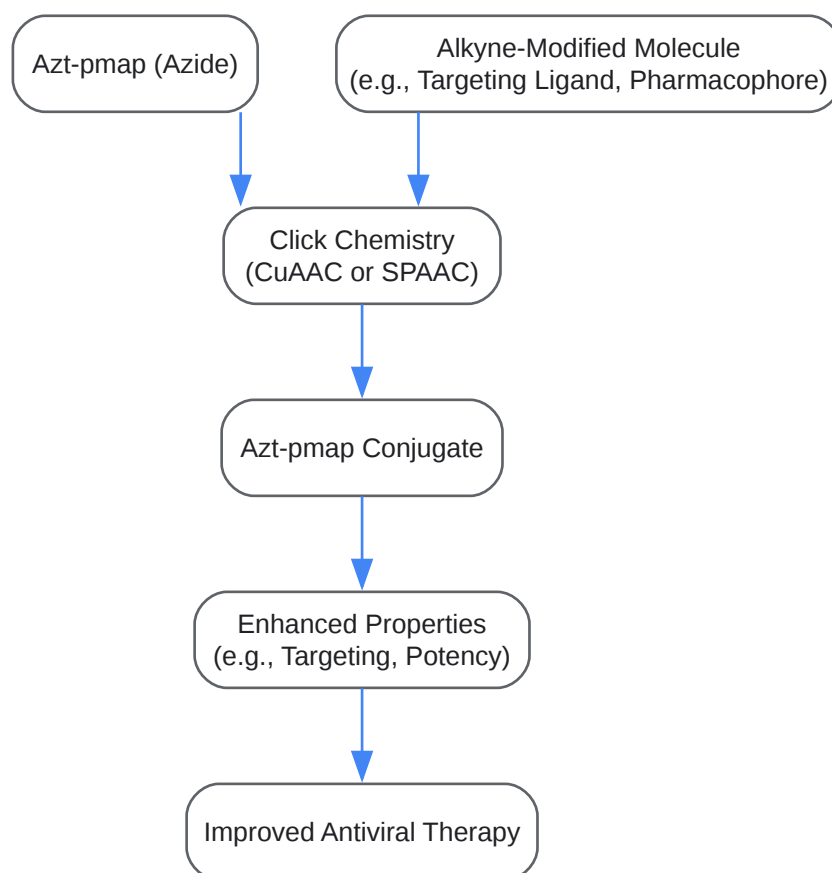 Azt-pmap (Azide)
Alkyne-Modified Molecule
(e.g., Targeting Ligand, Pharmacophore)
Click Chemistry
(CuAAC or SPAAC)
Azt-pmap Conjugate
Enhanced Properties
(e.g., Targeting, Potency)
Improved Antiviral Therapy